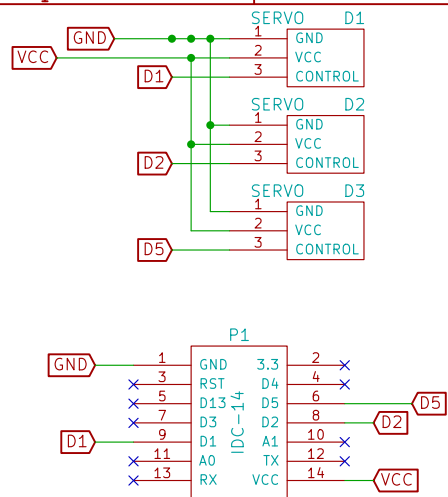 SERVO D1
GND 1 GND
VCC 2 VCC
D1 3 CONTROL
SERVO D2
1 GND
2 VCC
D2 3 CONTROL
SERVO D3
1 GND
2 VCC
D5 3 CONTROL
P1
IDC-14
GND 1 GND 3.3 2
3 RST D4 4
5 D13 D5 6 D5
7 D3 D2 8 D2
D1 9 D1 A1 10
11 A0 TX 12
13 RX VCC 14 VCC